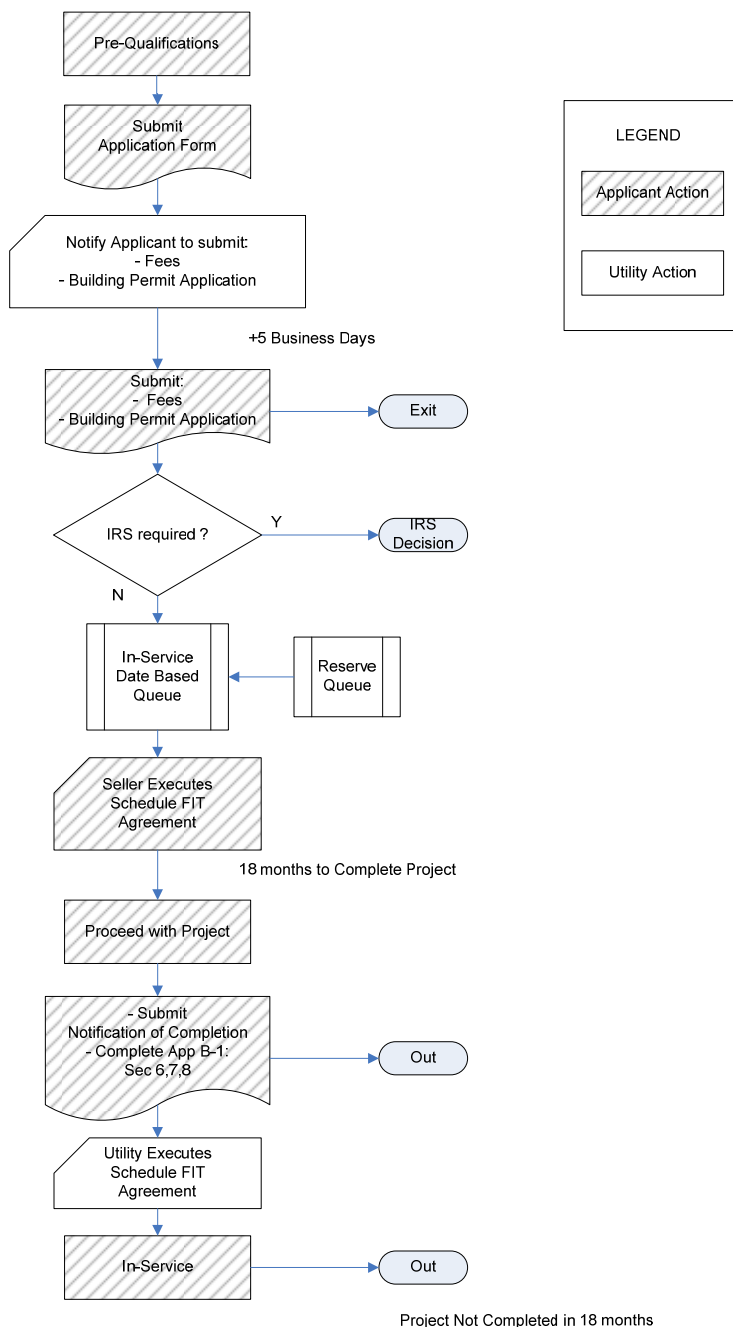 Pre-Qualifications
Submit
Application Form
LEGEND
Applicant Action
Utility Action
Notify Applicant to submit:
- Fees
- Building Permit Application
+5 Business Days
Submit:
- Fees
- Building Permit Application
Exit
IRS required ?
Y
IRS
Decision
N
In-Service
Date Based
Queue
Reserve
Queue
Seller Executes
Schedule FIT
Agreement
18 months to Complete Project
Proceed with Project
- Submit
Notification of Completion
- Complete App B-1:
Sec 6,7,8
Out
Utility Executes
Schedule FIT
Agreement
In-Service
Out
Project Not Completed in 18 months